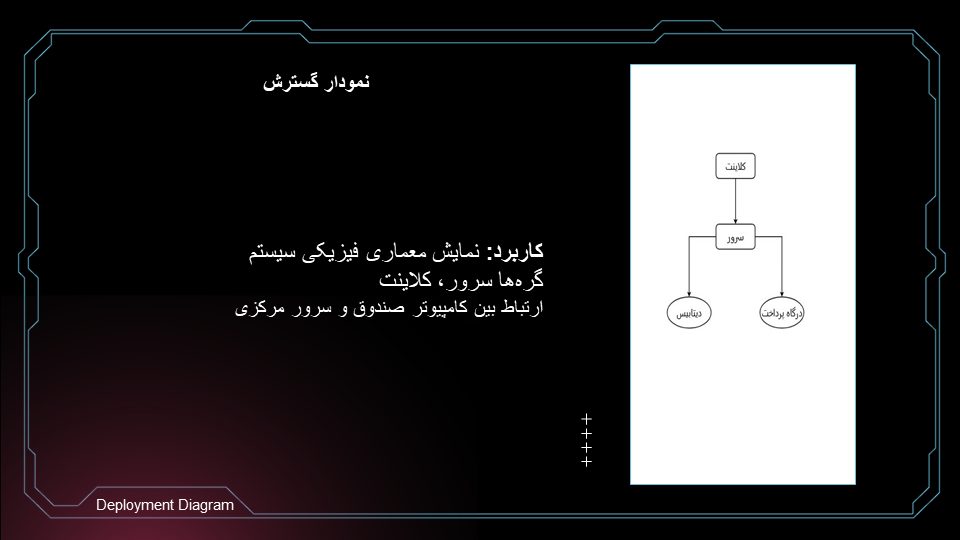 نمودار گسترش
کاربرد: نمایش معماری فیزیکی سیستم
گره‌ها سرور، کلاینت
ارتباط بین کامپیوتر صندوق و سرور مرکزی
کلاینت
سرور
درگاه پرداخت
دیتابیس
Deployment Diagram